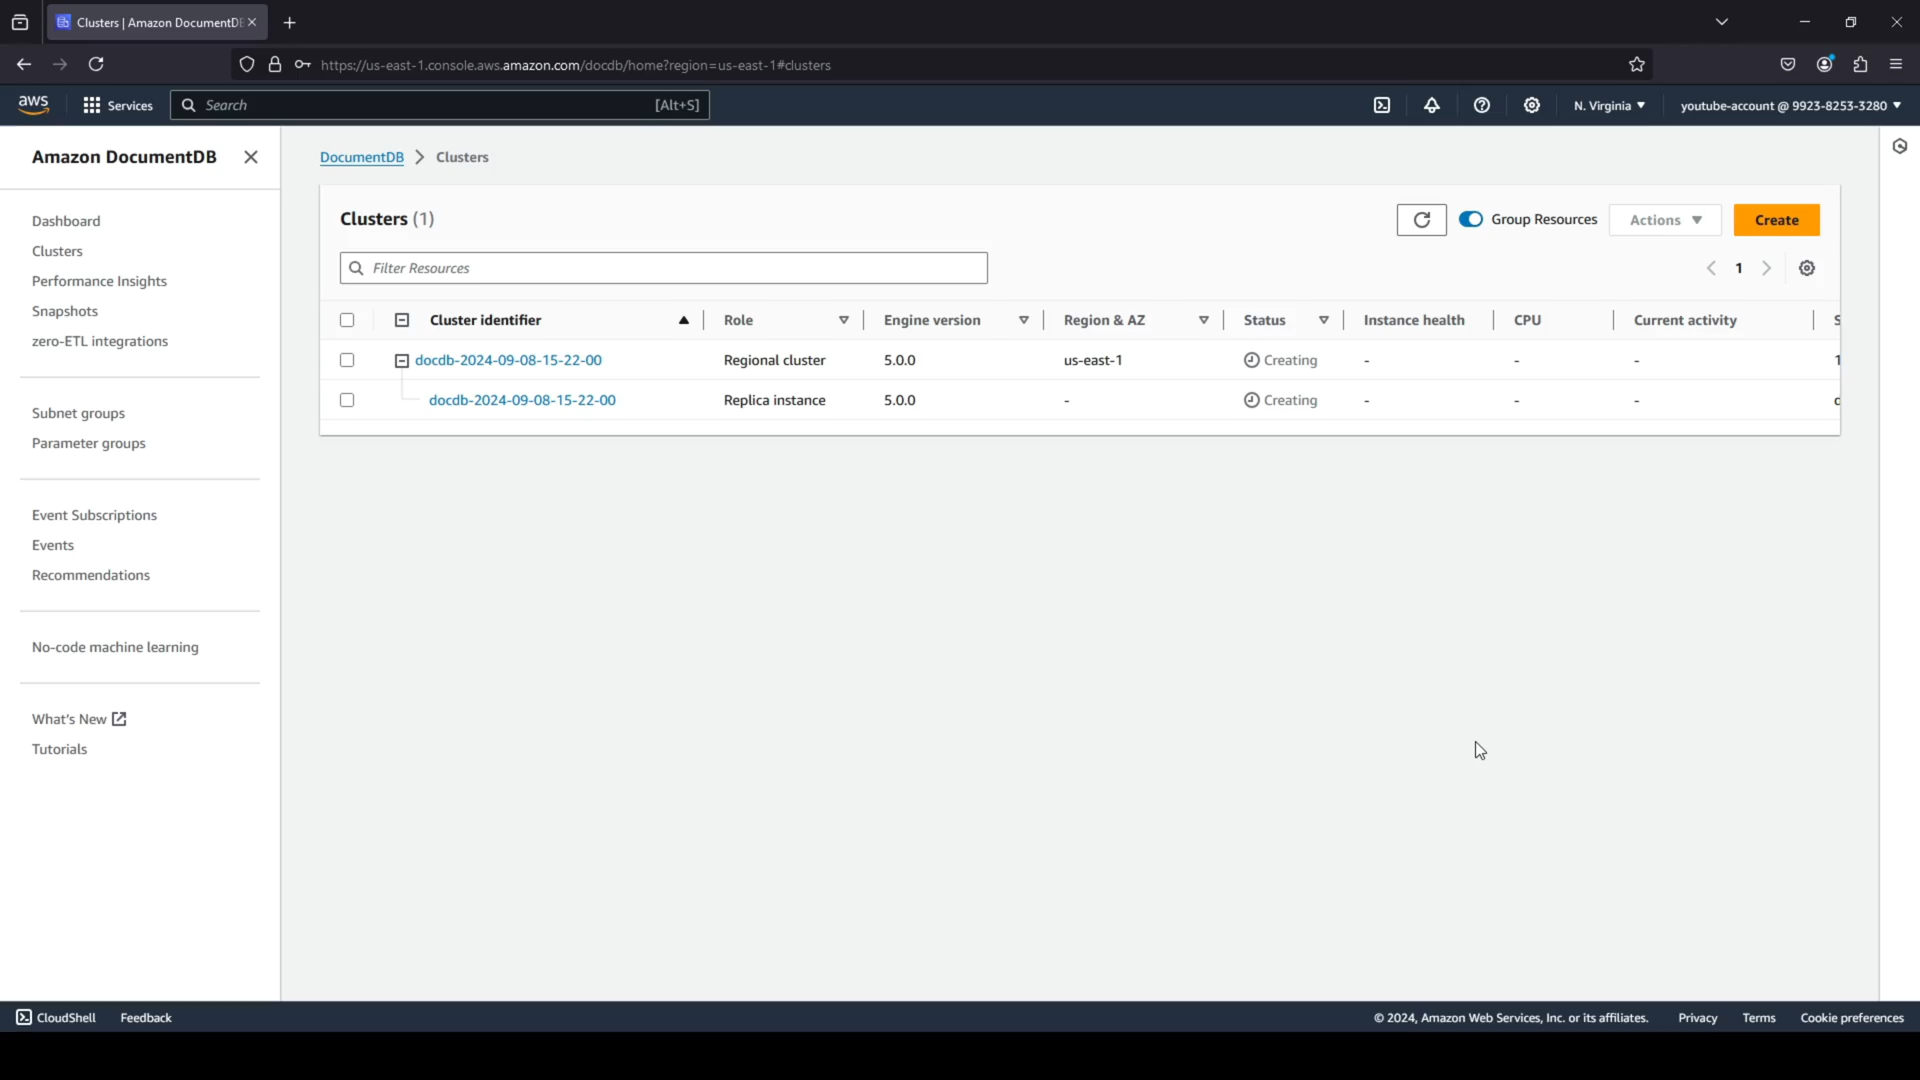 Clusters | Amazon DocumentDB
https://us-east-1.console.aws.amazon.com/docdb/home?region=us-east-1#clusters
aws
Services
Search
[Alt+S]
N. Virginia
youtube-account @ 9923-8253-3280
Amazon DocumentDB
Dashboard
Clusters
Performance Insights
Snapshots
zero-ETL integrations
Subnet groups
Parameter groups
Event Subscriptions
Events
Recommendations
No-code machine learning
What's New
Tutorials
DocumentDB > Clusters
Clusters (1)
Group Resources
Actions
Create
Filter Resources
1
Cluster identifier Role Engine version Region & AZ Status Instance health CPU Current activity S
docdb-2024-09-08-15-22-00 Regional cluster 5.0.0 us-east-1 Creating - - - 1
docdb-2024-09-08-15-22-00 Replica instance 5.0.0 - Creating - - -
CloudShell
Feedback
© 2024, Amazon Web Services, Inc. or its affiliates.
Privacy
Terms
Cookie preferences